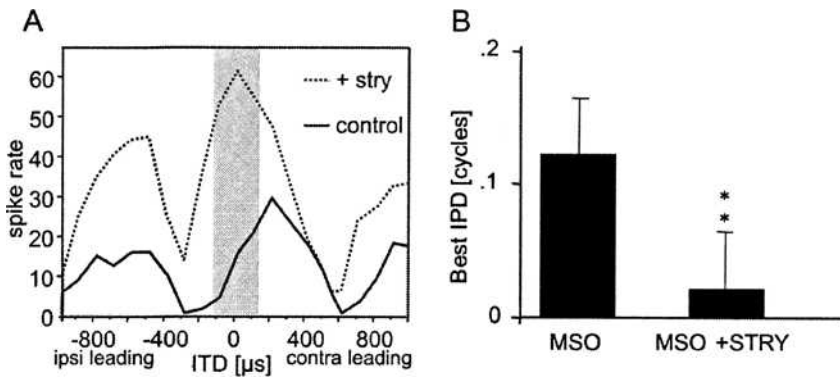 A
spike rate
60
50
40
30
20
10
0
+ stry
control
-800 -400 0 400 800
ipsi leading ITD [µs] contra leading
B
Best IPD [cycles]
.2
.1
0
**
MSO MSO +STRY